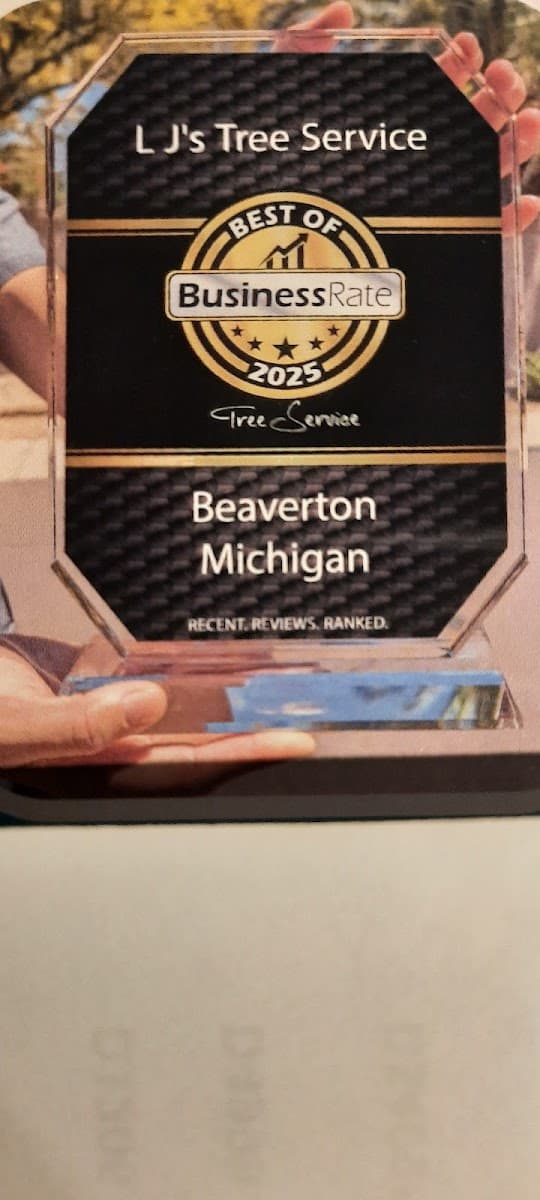 L J's Tree Service
BEST OF
BusinessRate
2025
Tree Service
Beaverton
Michigan
RECENT. REVIEWS. RANKED.